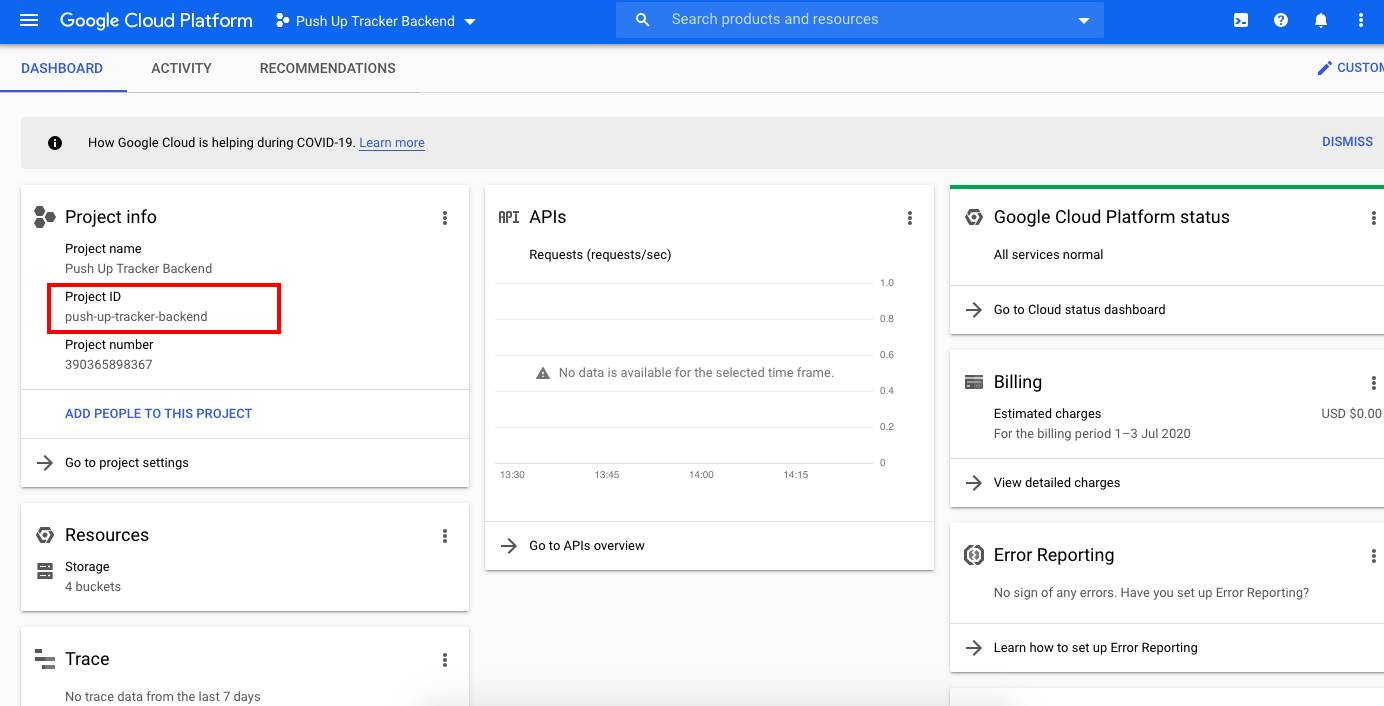 Google Cloud Platform
Push Up Tracker Backend
Search products and resources
DASHBOARD
ACTIVITY
RECOMMENDATIONS
CUSTOM
How Google Cloud is helping during COVID-19. Learn more
DISMISS
Project info
Project name
Push Up Tracker Backend
Project ID
push-up-tracker-backend
Project number
390365898367
ADD PEOPLE TO THIS PROJECT
Go to project settings
Resources
Storage
4 buckets
Trace
No trace data from the last 7 days
API APIs
Requests (requests/sec)
1.0
0.8
0.6
No data is available for the selected time frame.
0.4
0.2
0
13:30 13:45 14:00 14:15
Go to APIs overview
Google Cloud Platform status
All services normal
Go to Cloud status dashboard
Billing
Estimated charges USD $0.00
For the billing period 1–3 Jul 2020
View detailed charges
Error Reporting
No sign of any errors. Have you set up Error Reporting?
Learn how to set up Error Reporting